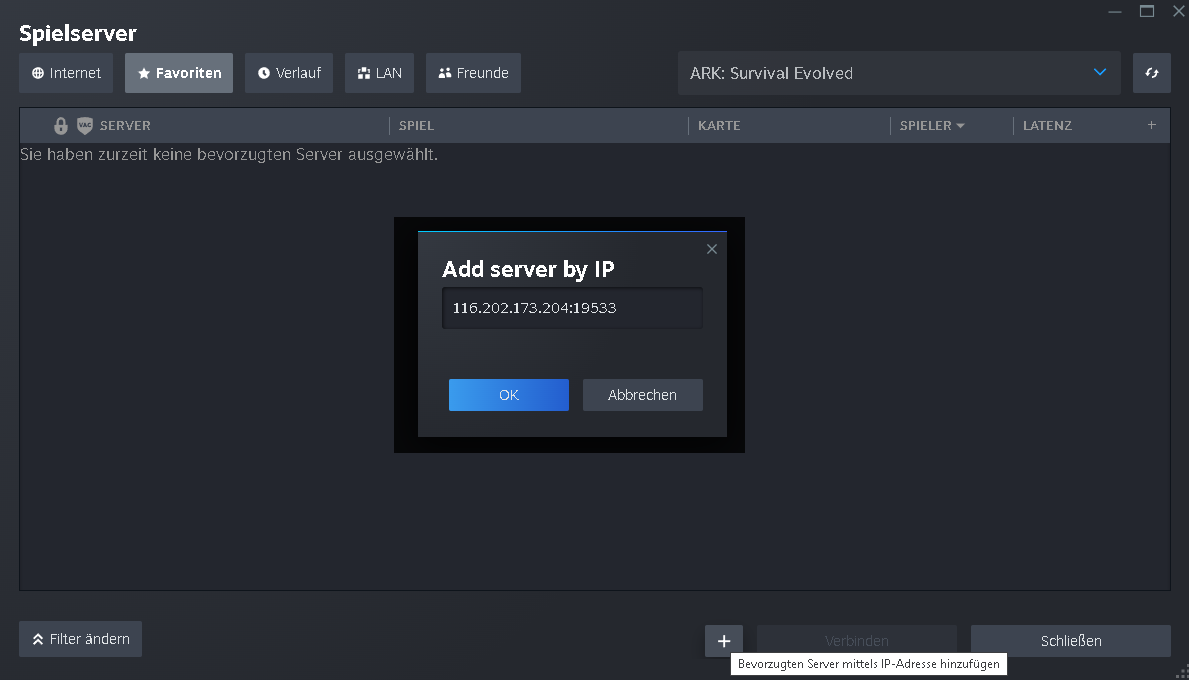 Spielserver
Internet Favoriten Verlauf LAN Freunde ARK: Survival Evolved
VAC SERVER SPIEL KARTE SPIELER LATENZ +
Sie haben zurzeit keine bevorzugten Server ausgewählt.
Add server by IP
116.202.173.204:19533
OK Abbrechen
Filter ändern + Verbinden Schließen
Bevorzugten Server mittels IP-Adresse hinzufügen